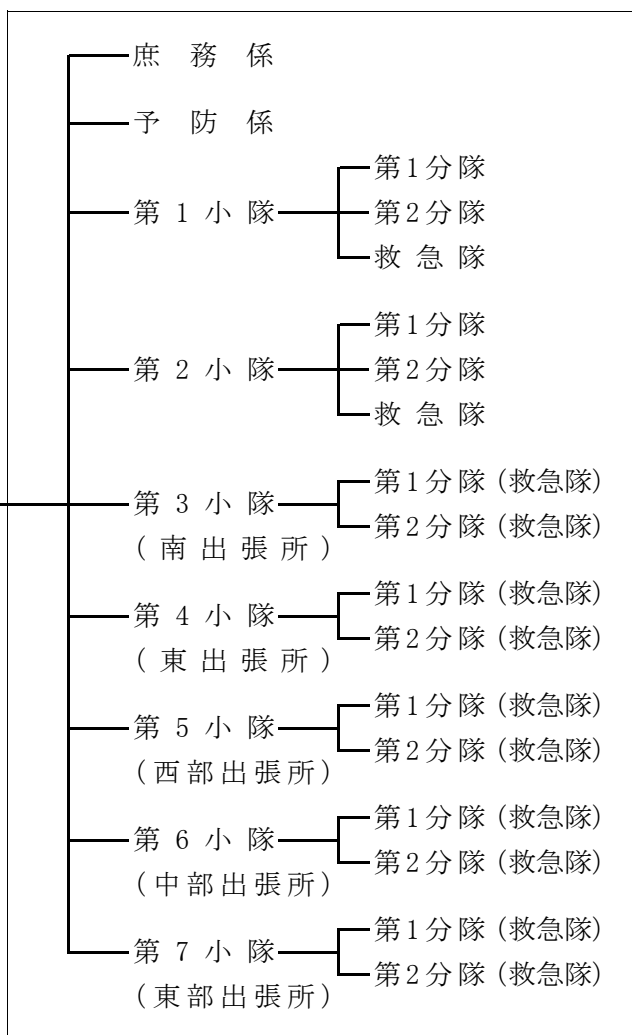 庶務係
予防係
第1小隊
第1分隊
第2分隊
救急隊
第2小隊
第1分隊
第2分隊
救急隊
第3小隊
(南出張所)
第1分隊(救急隊)
第2分隊(救急隊)
第4小隊
(東出張所)
第1分隊(救急隊)
第2分隊(救急隊)
第5小隊
(西部出張所)
第1分隊(救急隊)
第2分隊(救急隊)
第6小隊
(中部出張所)
第1分隊(救急隊)
第2分隊(救急隊)
第7小隊
(東部出張所)
第1分隊(救急隊)
第2分隊(救急隊)